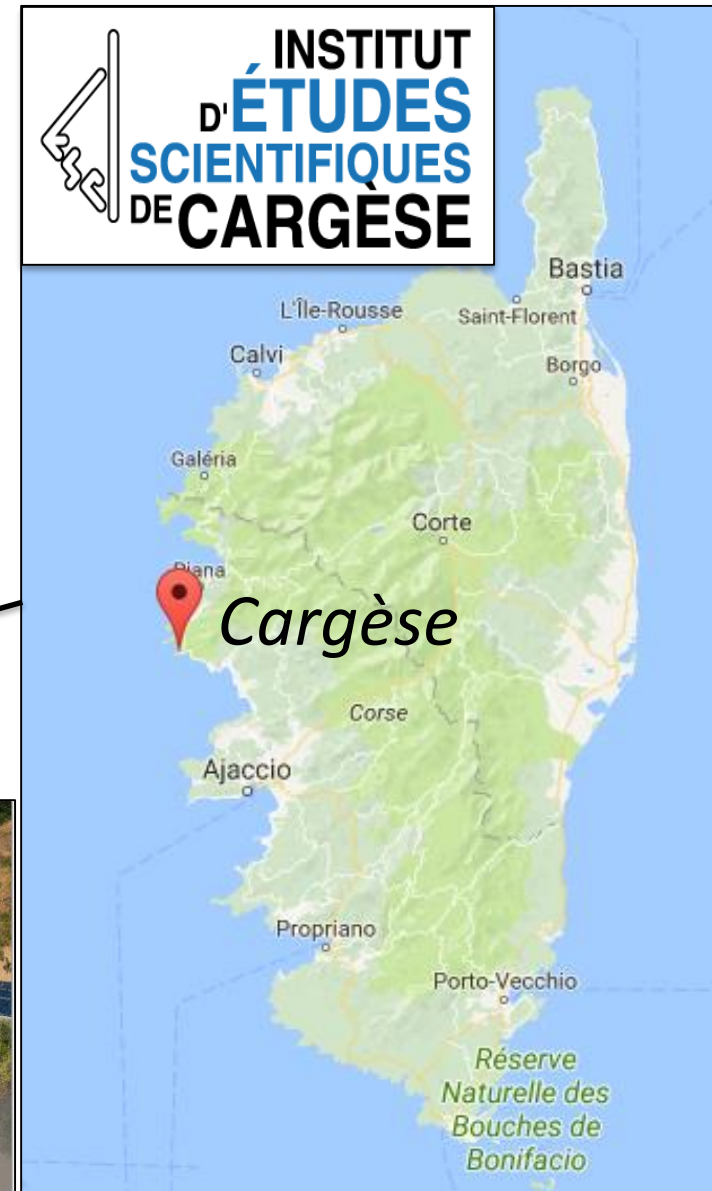 INSTITUT
D'ÉTUDES
SCIENTIFIQUES
DE CARGÈSE
IESC
Bastia
L'Île-Rousse
Saint-Florent
Calvi
Borgo
Galéria
Corte
Piana
Cargèse
Corse
Ajaccio
Propriano
Porto-Vecchio
Réserve
Naturelle des
Bouches de
Bonifacio